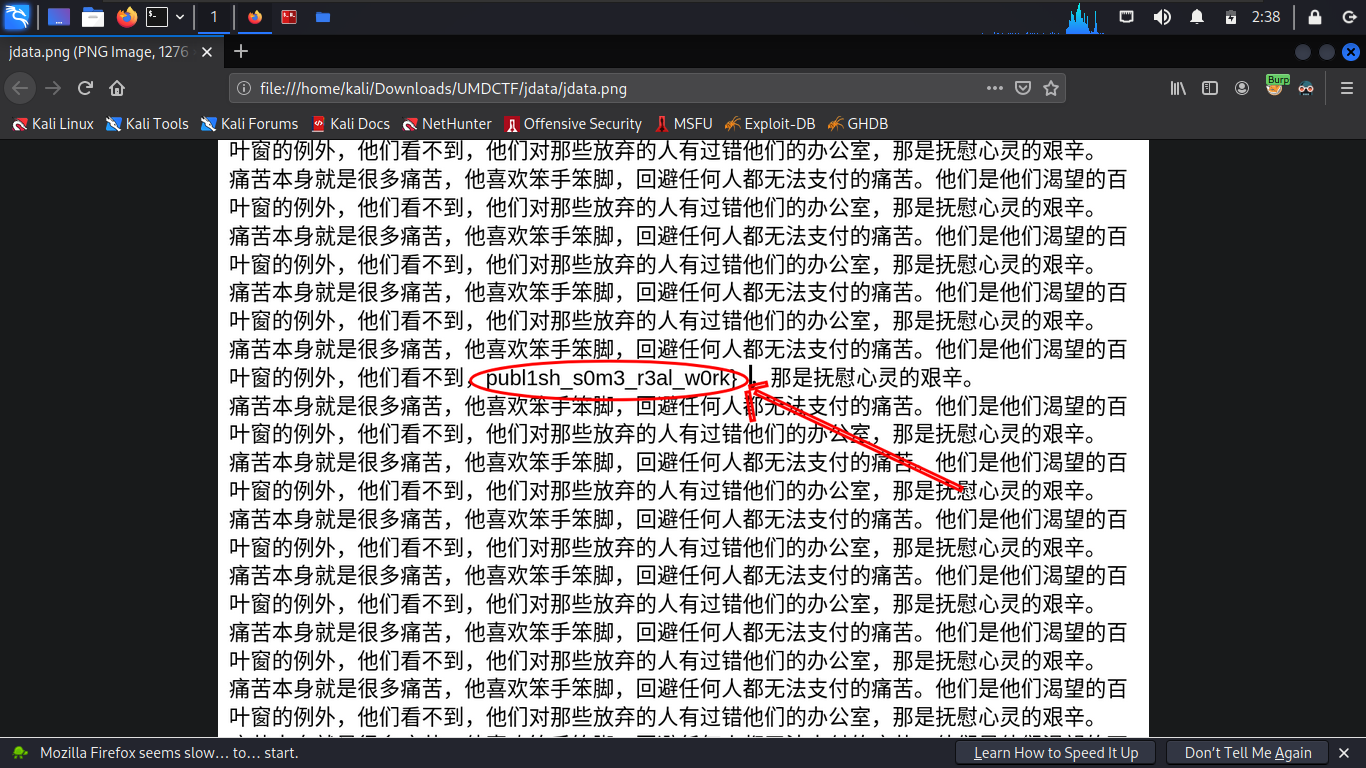 1
2:38
jdata.png (PNG Image, 1276
file:///home/kali/Downloads/UMDCTF/jdata/jdata.png
Burp
Kali Linux Kali Tools Kali Forums Kali Docs NetHunter Offensive Security MSFU Exploit-DB GHDB
叶窗的例外，他们看不到，他们对那些放弃的人有过错他们的办公室，那是抚慰心灵的艰辛。
痛苦本身就是很多痛苦，他喜欢笨手笨脚，回避任何人都无法支付的痛苦。他们是他们渴望的百
叶窗的例外，他们看不到，他们对那些放弃的人有过错他们的办公室，那是抚慰心灵的艰辛。
痛苦本身就是很多痛苦，他喜欢笨手笨脚，回避任何人都无法支付的痛苦。他们是他们渴望的百
叶窗的例外，他们看不到，他们对那些放弃的人有过错他们的办公室，那是抚慰心灵的艰辛。
痛苦本身就是很多痛苦，他喜欢笨手笨脚，回避任何人都无法支付的痛苦。他们是他们渴望的百
叶窗的例外，他们看不到，他们对那些放弃的人有过错他们的办公室，那是抚慰心灵的艰辛。
痛苦本身就是很多痛苦，他喜欢笨手笨脚，回避任何人都无法支付的痛苦。他们是他们渴望的百
叶窗的例外，他们看不到，publ1sh_s0m3_r3al_w0rk} ，那是抚慰心灵的艰辛。
痛苦本身就是很多痛苦，他喜欢笨手笨脚，回避任何人都无法支付的痛苦。他们是他们渴望的百
叶窗的例外，他们看不到，他们对那些放弃的人有过错他们的办公室，那是抚慰心灵的艰辛。
痛苦本身就是很多痛苦，他喜欢笨手笨脚，回避任何人都无法支付的痛苦。他们是他们渴望的百
叶窗的例外，他们看不到，他们对那些放弃的人有过错他们的办公室，那是抚慰心灵的艰辛。
痛苦本身就是很多痛苦，他喜欢笨手笨脚，回避任何人都无法支付的痛苦。他们是他们渴望的百
叶窗的例外，他们看不到，他们对那些放弃的人有过错他们的办公室，那是抚慰心灵的艰辛。
痛苦本身就是很多痛苦，他喜欢笨手笨脚，回避任何人都无法支付的痛苦。他们是他们渴望的百
叶窗的例外，他们看不到，他们对那些放弃的人有过错他们的办公室，那是抚慰心灵的艰辛。
痛苦本身就是很多痛苦，他喜欢笨手笨脚，回避任何人都无法支付的痛苦。他们是他们渴望的百
叶窗的例外，他们看不到，他们对那些放弃的人有过错他们的办公室，那是抚慰心灵的艰辛。
痛苦本身就是很多痛苦，他喜欢笨手笨脚，回避任何人都无法支付的痛苦。他们是他们渴望的百
叶窗的例外，他们看不到，他们对那些放弃的人有过错他们的办公室，那是抚慰心灵的艰辛。
Mozilla Firefox seems slow... to... start. Learn How to Speed It Up Don't Tell Me Again